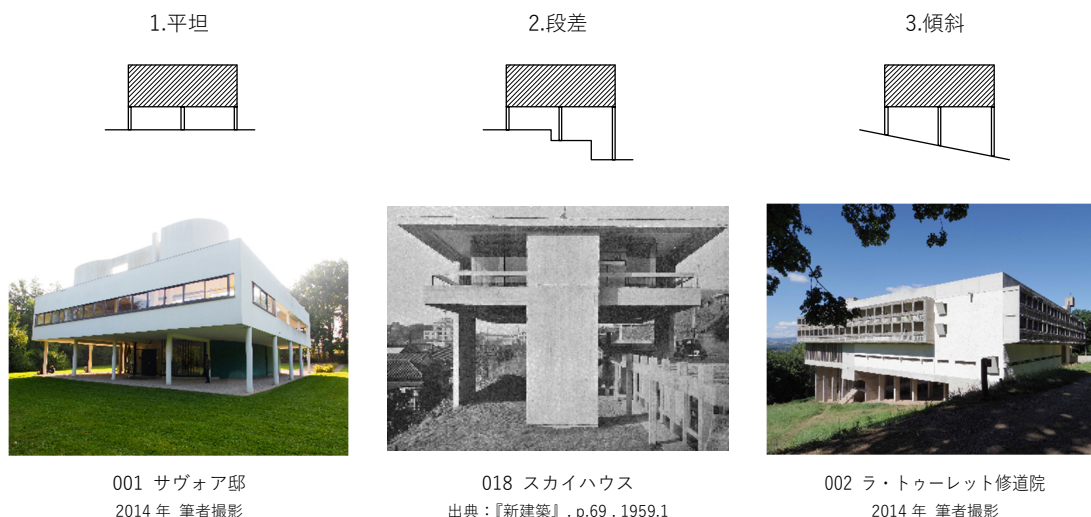 1.平坦
2.段差
3.傾斜
001 サヴォア邸
2014 年 筆者撮影
018 スカイハウス
出典：『新建築』, p.69 , 1959.1
002 ラ・トゥーレット修道院
2014 年 筆者撮影